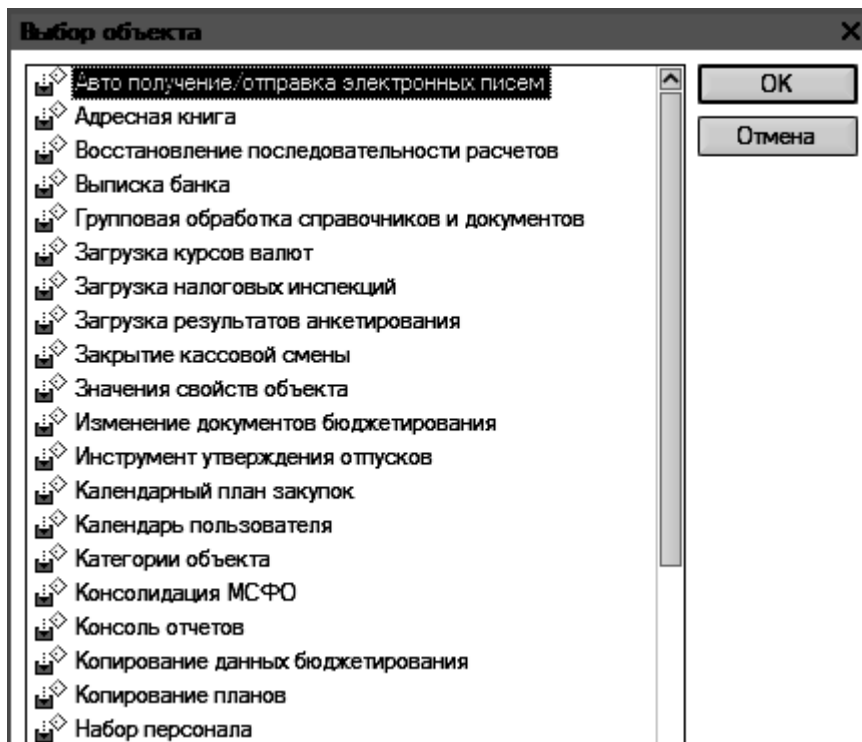 Выбор объекта
Авто получение/отправка электронных писем
OK
Адресная книга
Отмена
Восстановление последовательности расчетов
Выписка банка
Групповая обработка справочников и документов
Загрузка курсов валют
Загрузка налоговых инспекций
Загрузка результатов анкетирования
Закрытие кассовой смены
Значения свойств объекта
Изменение документов бюджетирования
Инструмент утверждения отпусков
Календарный план закупок
Календарь пользователя
Категории объекта
Консолидация МСФО
Консоль отчетов
Копирование данных бюджетирования
Копирование планов
Набор персонала